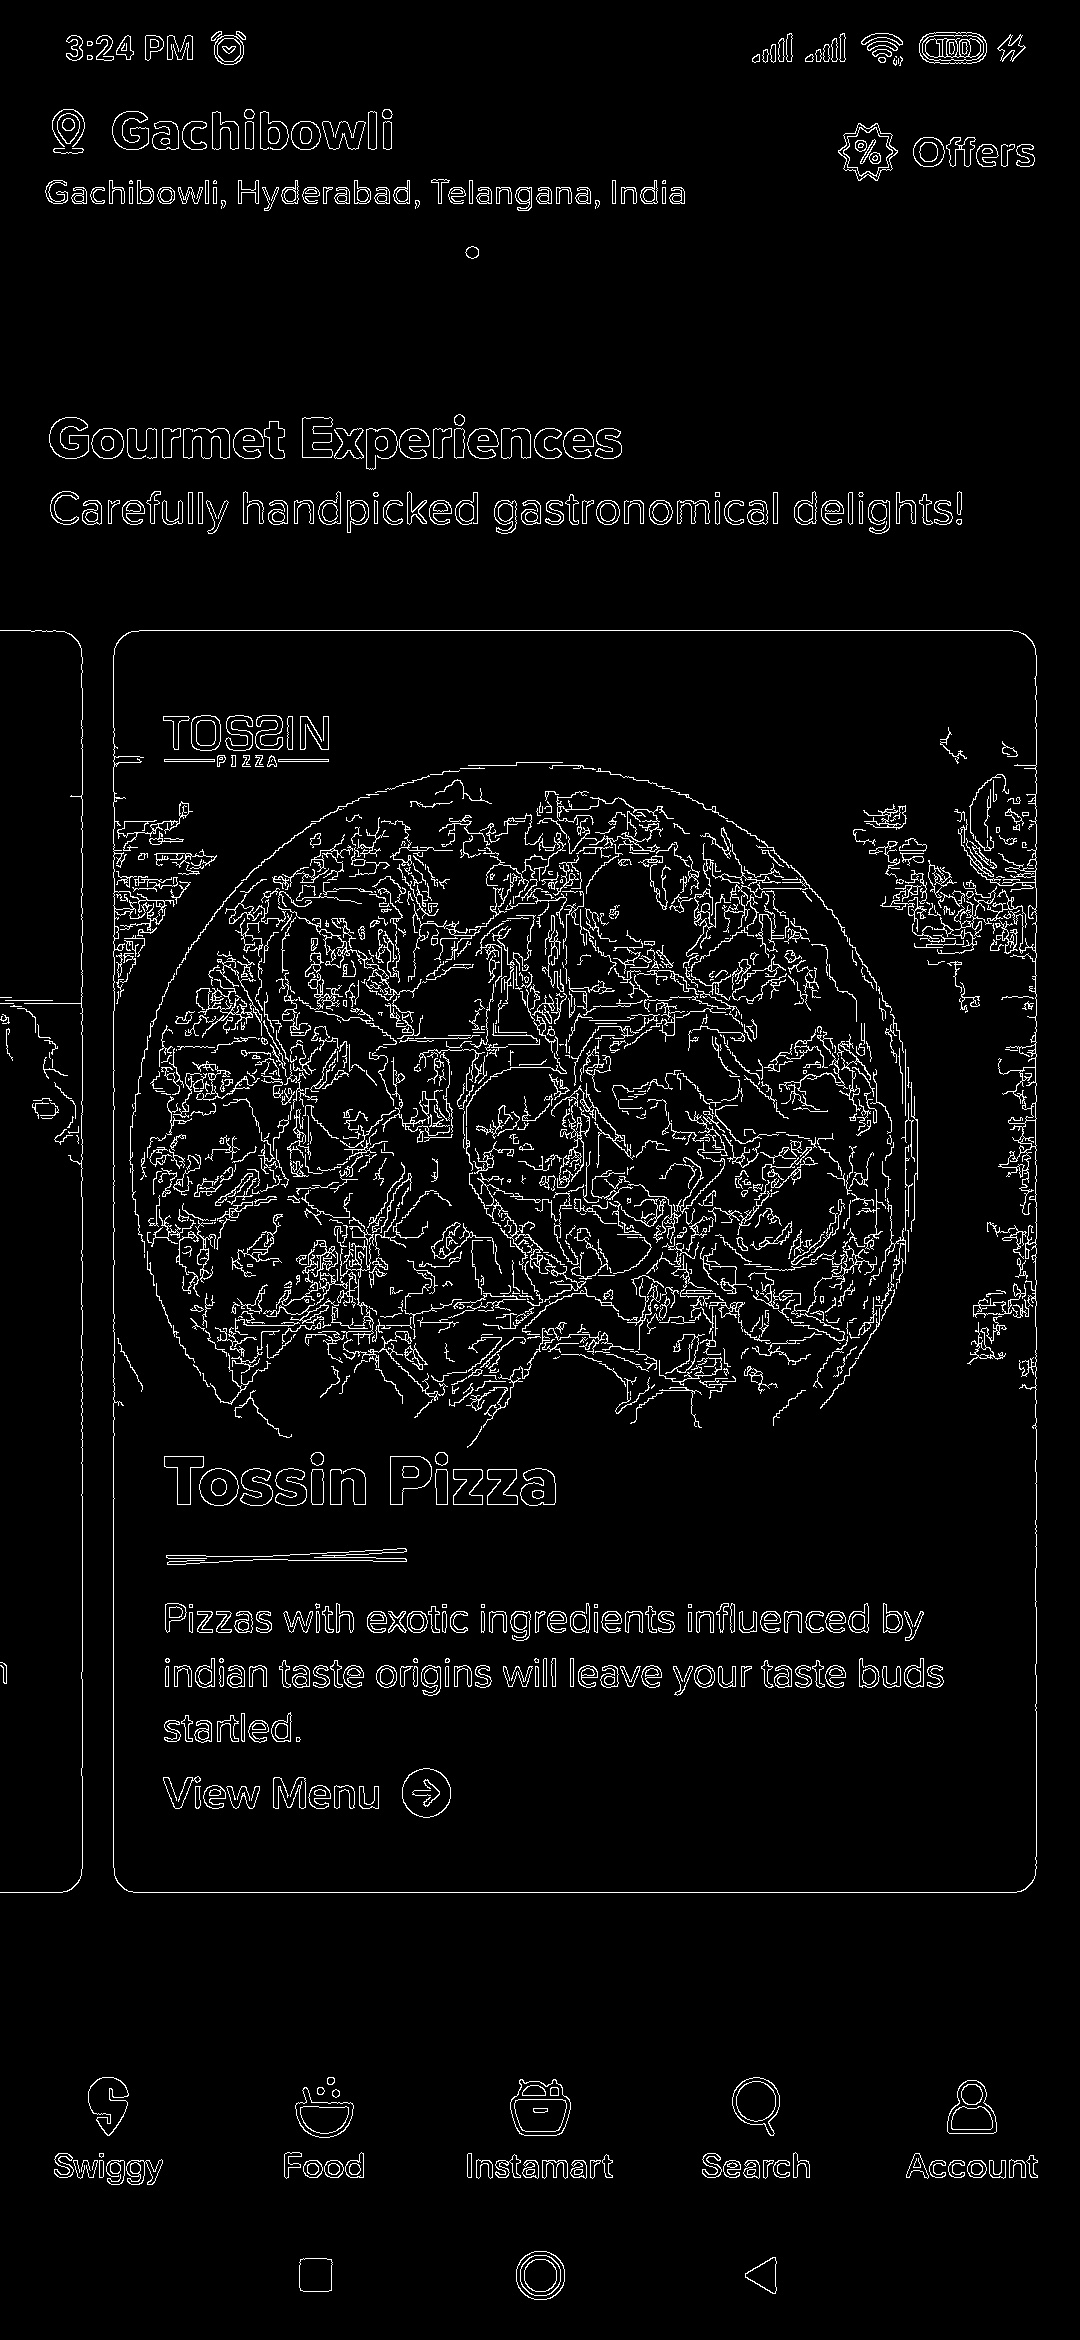 3:24 PM
100
Gachibowli
Offers
Gachibowli, Hyderabad, Telangana, India
Gourmet Experiences
Carefully handpicked gastronomical delights!
TOSSIN
PIZZA
Tossin Pizza
Pizzas with exotic ingredients influenced by
indian taste origins will leave your taste buds
startled.
View Menu
Swiggy
Food
Instamart
Search
Account